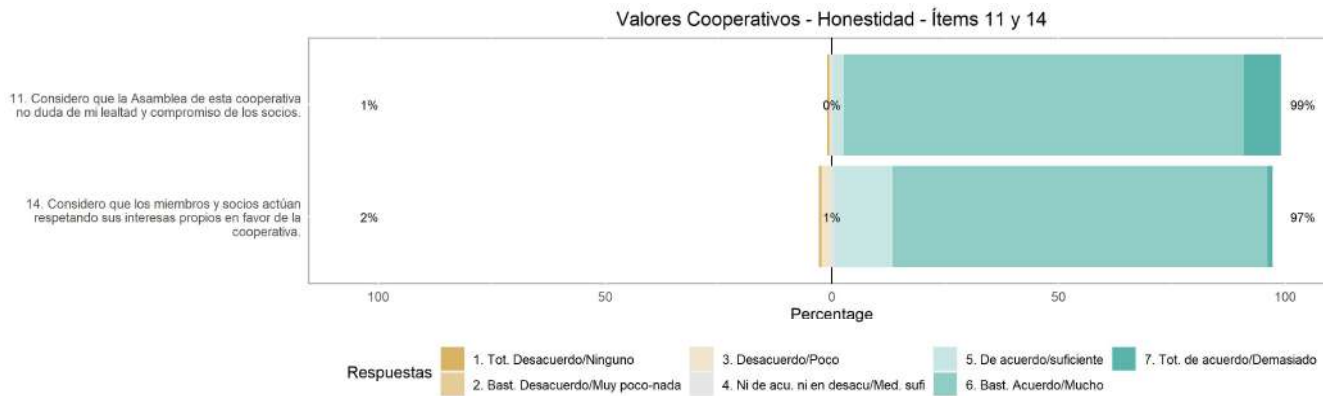 Valores Cooperativos - Honestidad - Ítems 11 y 14
11. Considero que la Asamblea de esta cooperativa
no duda de mi lealtad y compromiso de los socios.
1%
0%
99%
14. Considero que los miembros y socios actúan
respetando sus interesas propios en favor de la
cooperativa.
2%
1%
97%
100
50
0
50
100
Percentage
Respuestas
1. Tot. Desacuerdo/Ninguno
2. Bast. Desacuerdo/Muy poco-nada
3. Desacuerdo/Poco
4. Ni de acu. ni en desacu/Med. sufi
5. De acuerdo/suficiente
6. Bast. Acuerdo/Mucho
7. Tot. de acuerdo/Demasiado